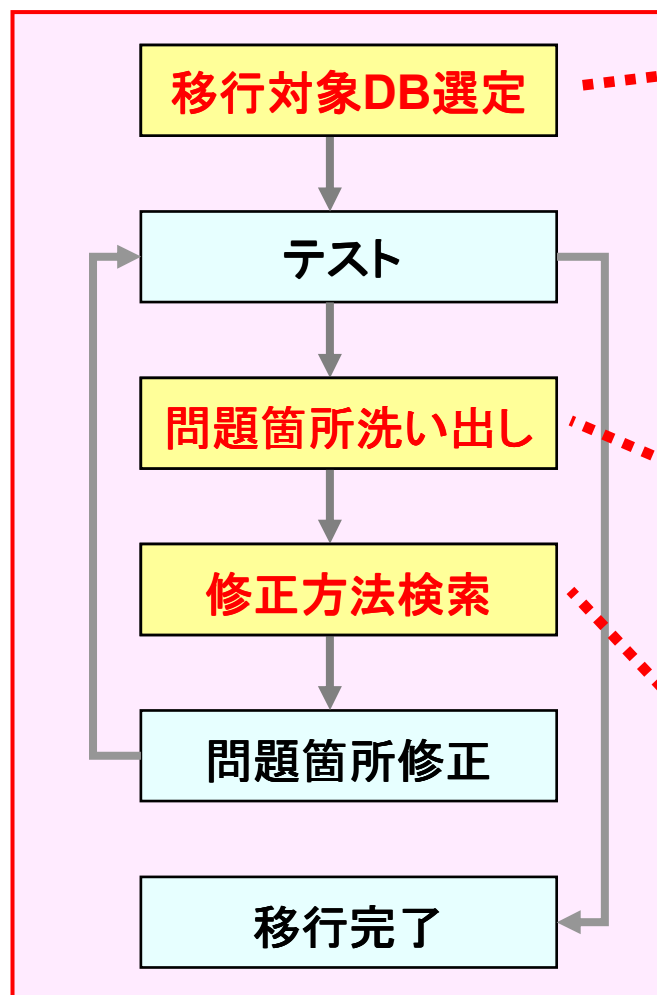 移行対象DB選定
テスト
問題箇所洗い出し
修正方法検索
問題箇所修正
移行完了